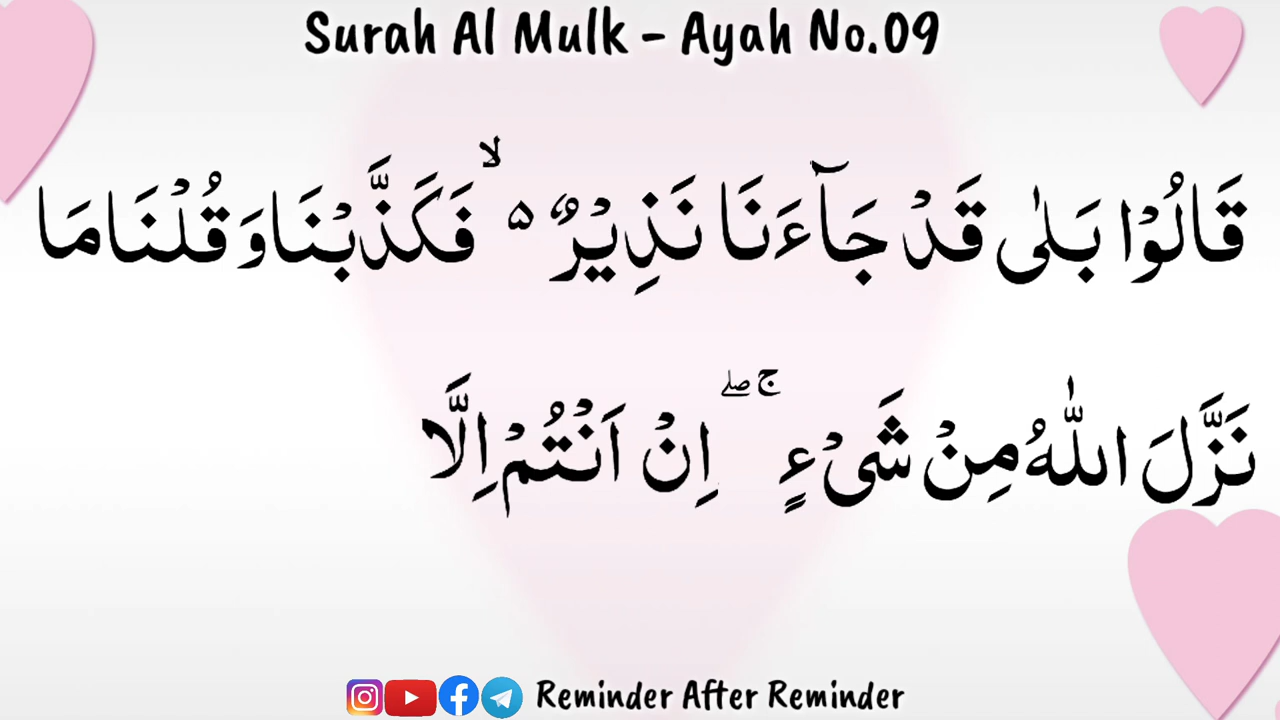 Surah Al Mulk - Ayah No.09
قَالُوْا بَلٰى قَدْ جَآءَنَا نَذِيْرٌ ۵ ۙ فَكَذَّبْنَا وَ قُلْنَا مَا
نَزَّلَ اللّٰهُ مِنْ شَیْءٍ ۚ ۖ اِنْ اَنْتُمْ اِلَّا
Reminder After Reminder